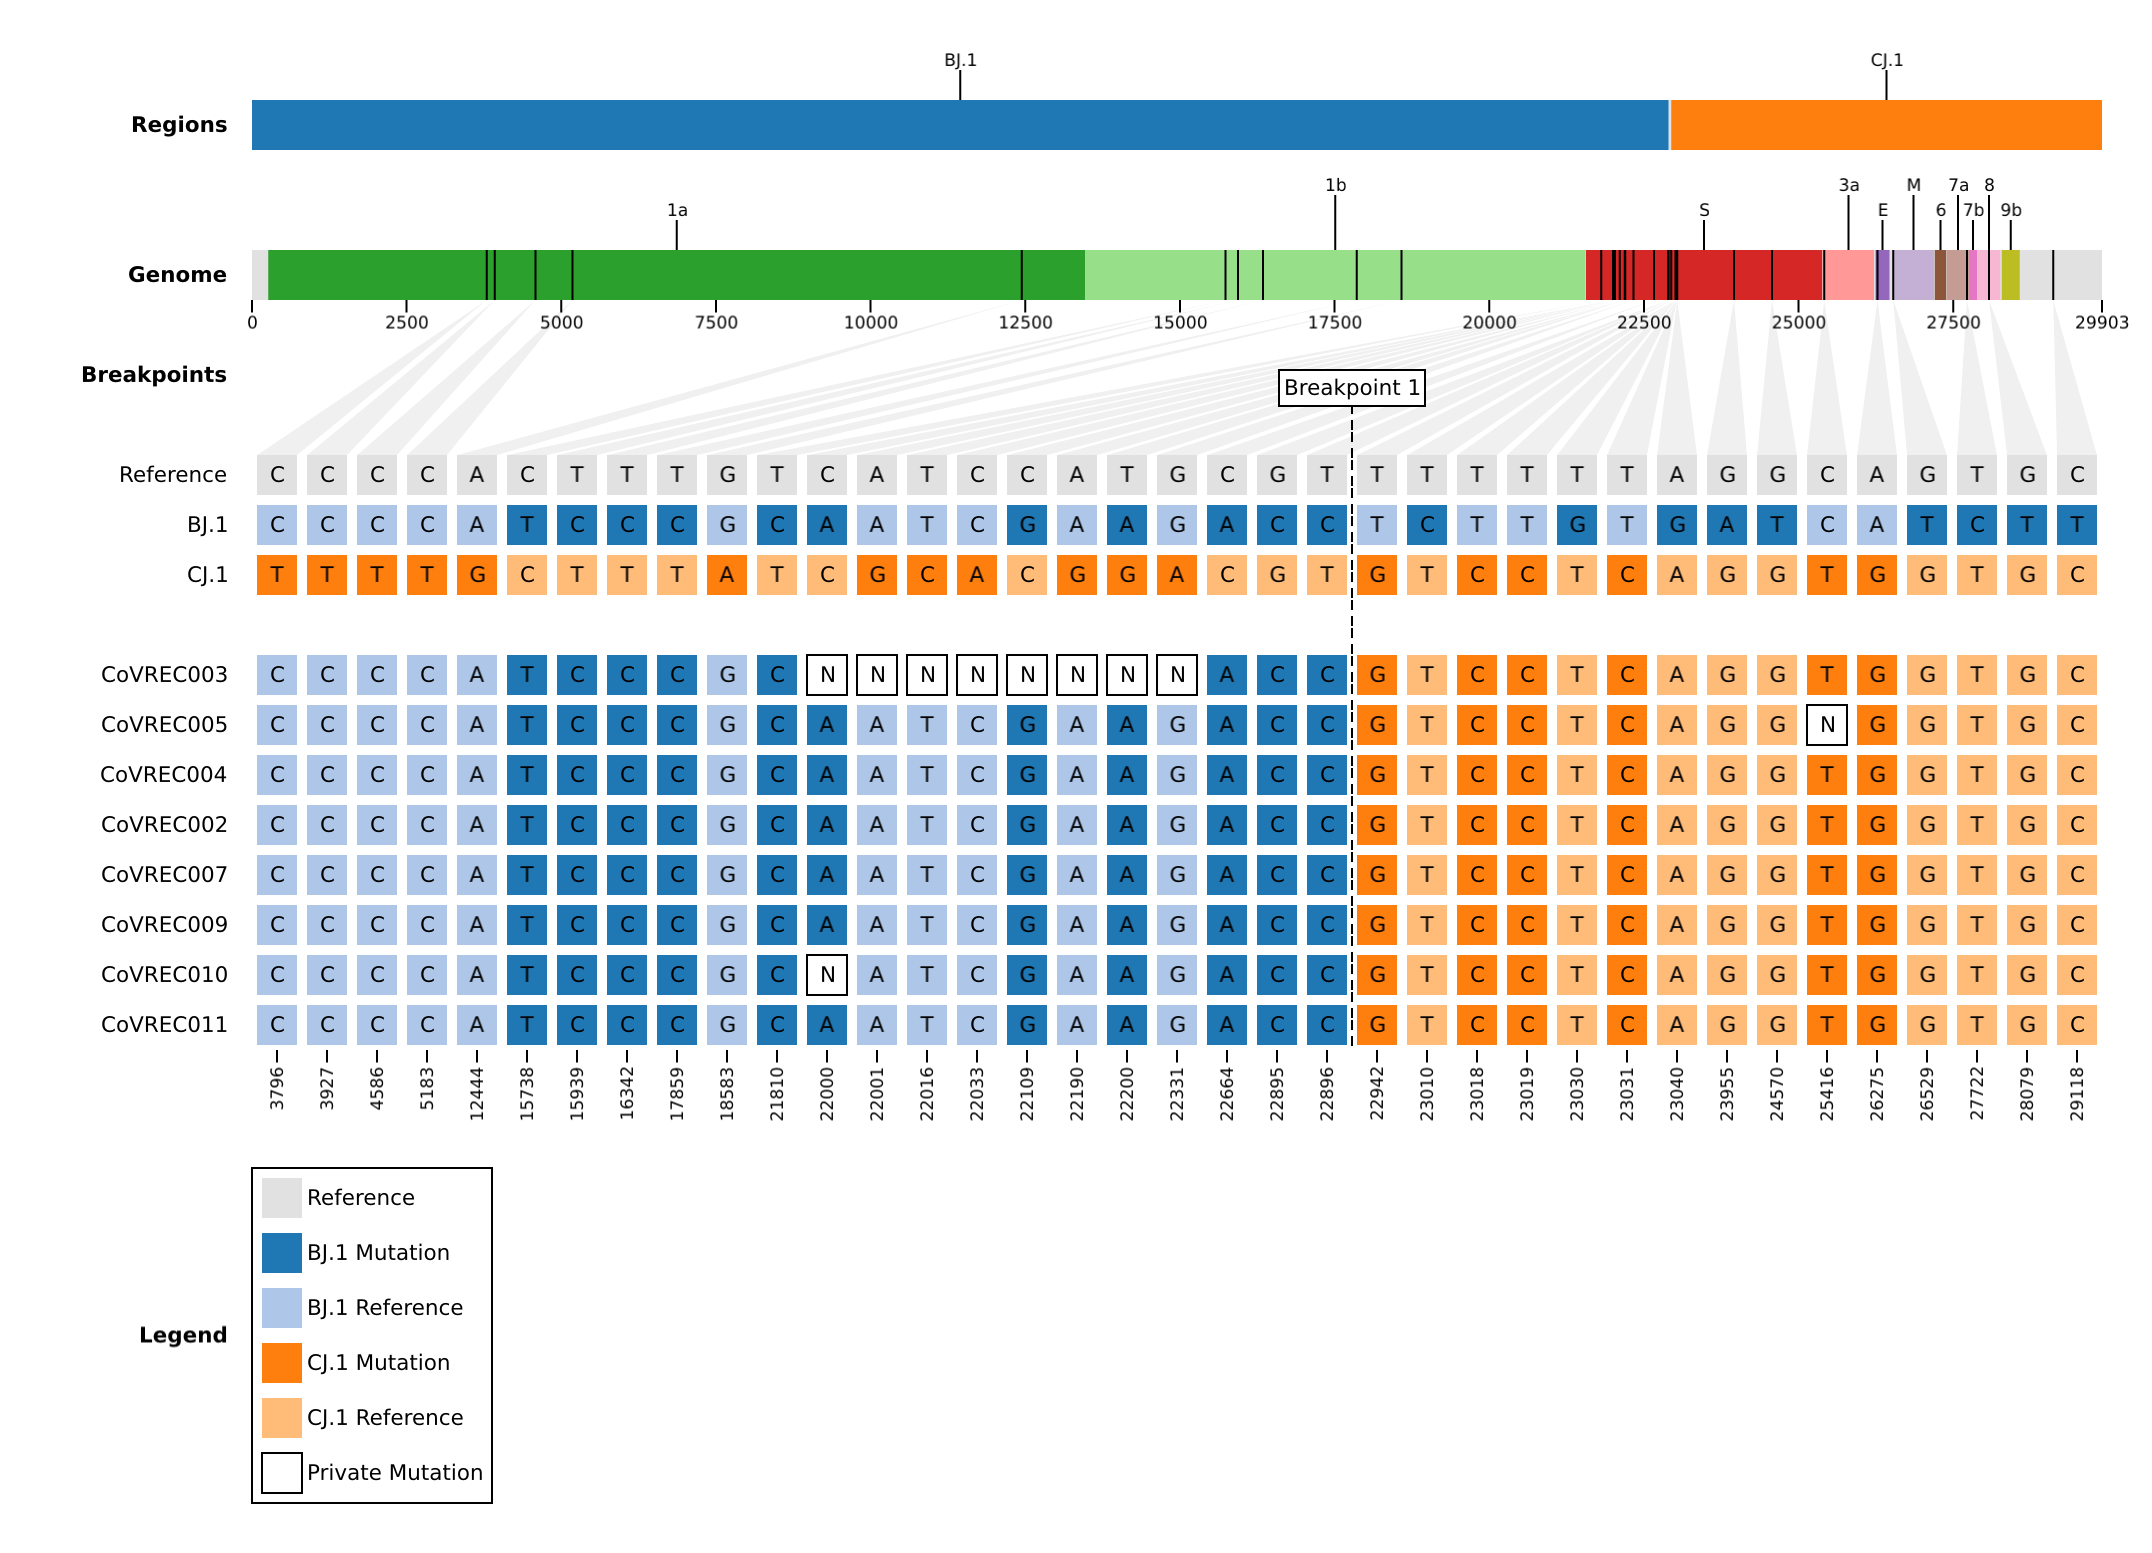 BJ.1 CJ.1
Regions
1b 3a M 7a 8
1a S E 6 7b 9b
Genome
0 2500 5000 7500 10000 12500 15000 17500 20000 22500 25000 27500 29903
Breakpoints
Breakpoint 1
Reference C C C C A C T T T G T C A T C C A T G C G T T T T T T T A G G C A G T G C
BJ.1 C C C C A T C C C G C A A T C G A A G A C C T C T T G T G A T C A T C T T
CJ.1 T T T T G C T T T A T C G C A C G G A C G T G T C C T C A G G T G G T G C
CoVREC003 C C C C A T C C C G C N N N N N N N N A C C G T C C T C A G G T G G T G C
CoVREC005 C C C C A T C C C G C A A T C G A A G A C C G T C C T C A G G N G G T G C
CoVREC004 C C C C A T C C C G C A A T C G A A G A C C G T C C T C A G G T G G T G C
CoVREC002 C C C C A T C C C G C A A T C G A A G A C C G T C C T C A G G T G G T G C
CoVREC007 C C C C A T C C C G C A A T C G A A G A C C G T C C T C A G G T G G T G C
CoVREC009 C C C C A T C C C G C A A T C G A A G A C C G T C C T C A G G T G G T G C
CoVREC010 C C C C A T C C C G C N A T C G A A G A C C G T C C T C A G G T G G T G C
CoVREC011 C C C C A T C C C G C A A T C G A A G A C C G T C C T C A G G T G G T G C
3796 3927 4586 5183 12444 15738 15939 16342 17859 18583 21810 22000 22001 22016 22033 22109 22190 22200 22331 22664 22895 22896 22942 23010 23018 23019 23030 23031 23040 23955 24570 25416 26275 26529 27722 28079 29118
Legend
Reference
BJ.1 Mutation
BJ.1 Reference
CJ.1 Mutation
CJ.1 Reference
Private Mutation